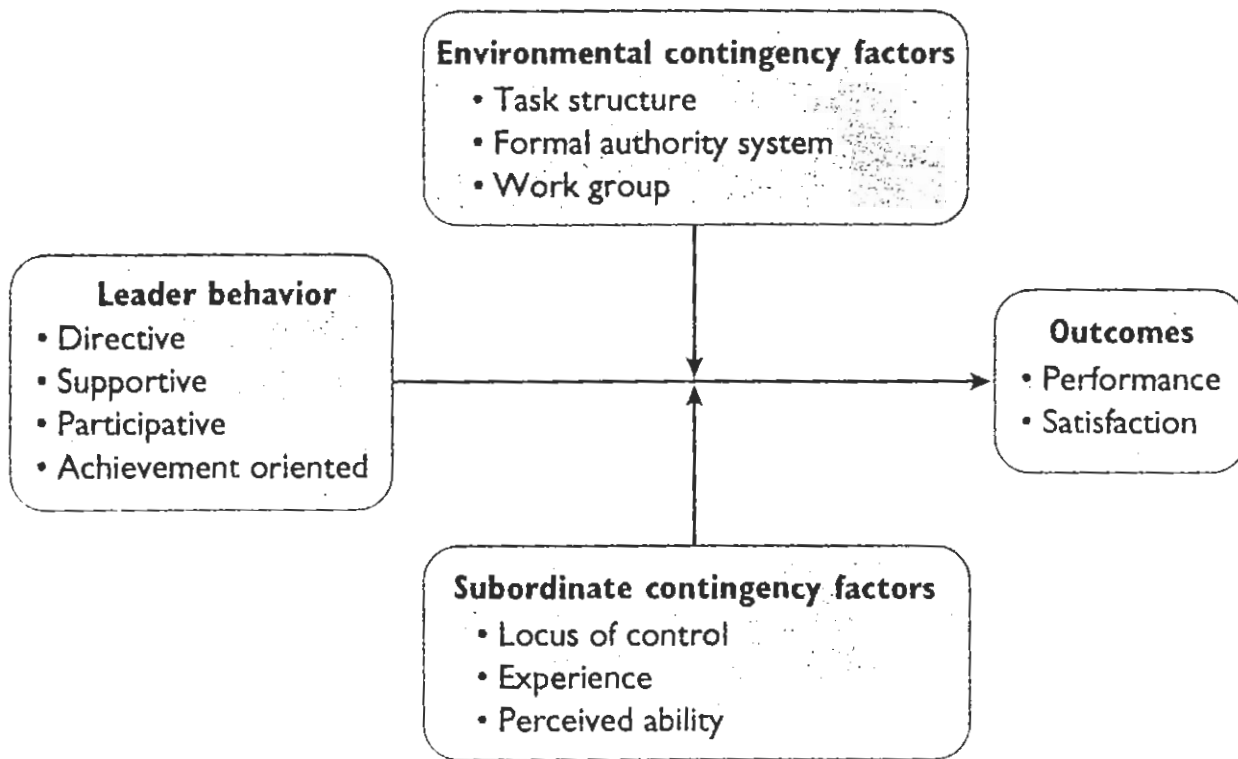 Environmental contingency factors
• Task structure
• Formal authority system
• Work group
Leader behavior
• Directive
• Supportive
• Participative
• Achievement oriented
Outcomes
• Performance
• Satisfaction
Subordinate contingency factors
• Locus of control
• Experience
• Perceived ability